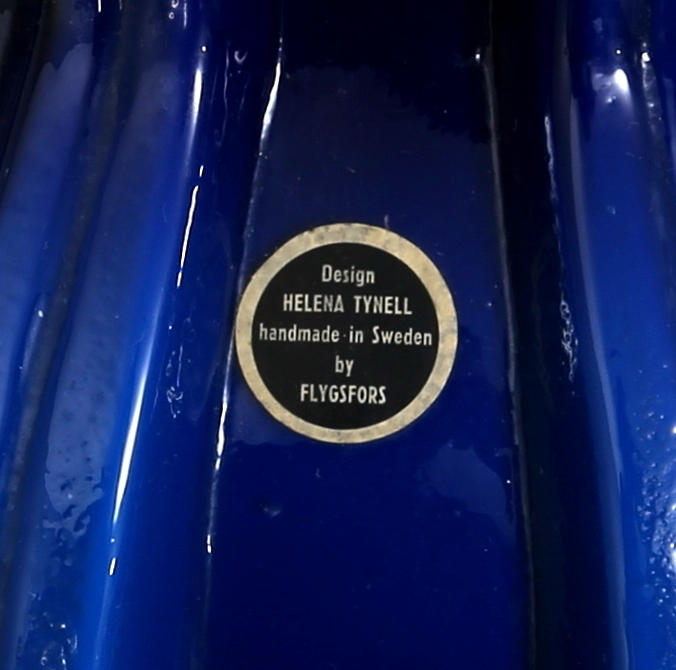 Design
HELENA TYNELL
handmade in Sweden
by
FLYGSFORS